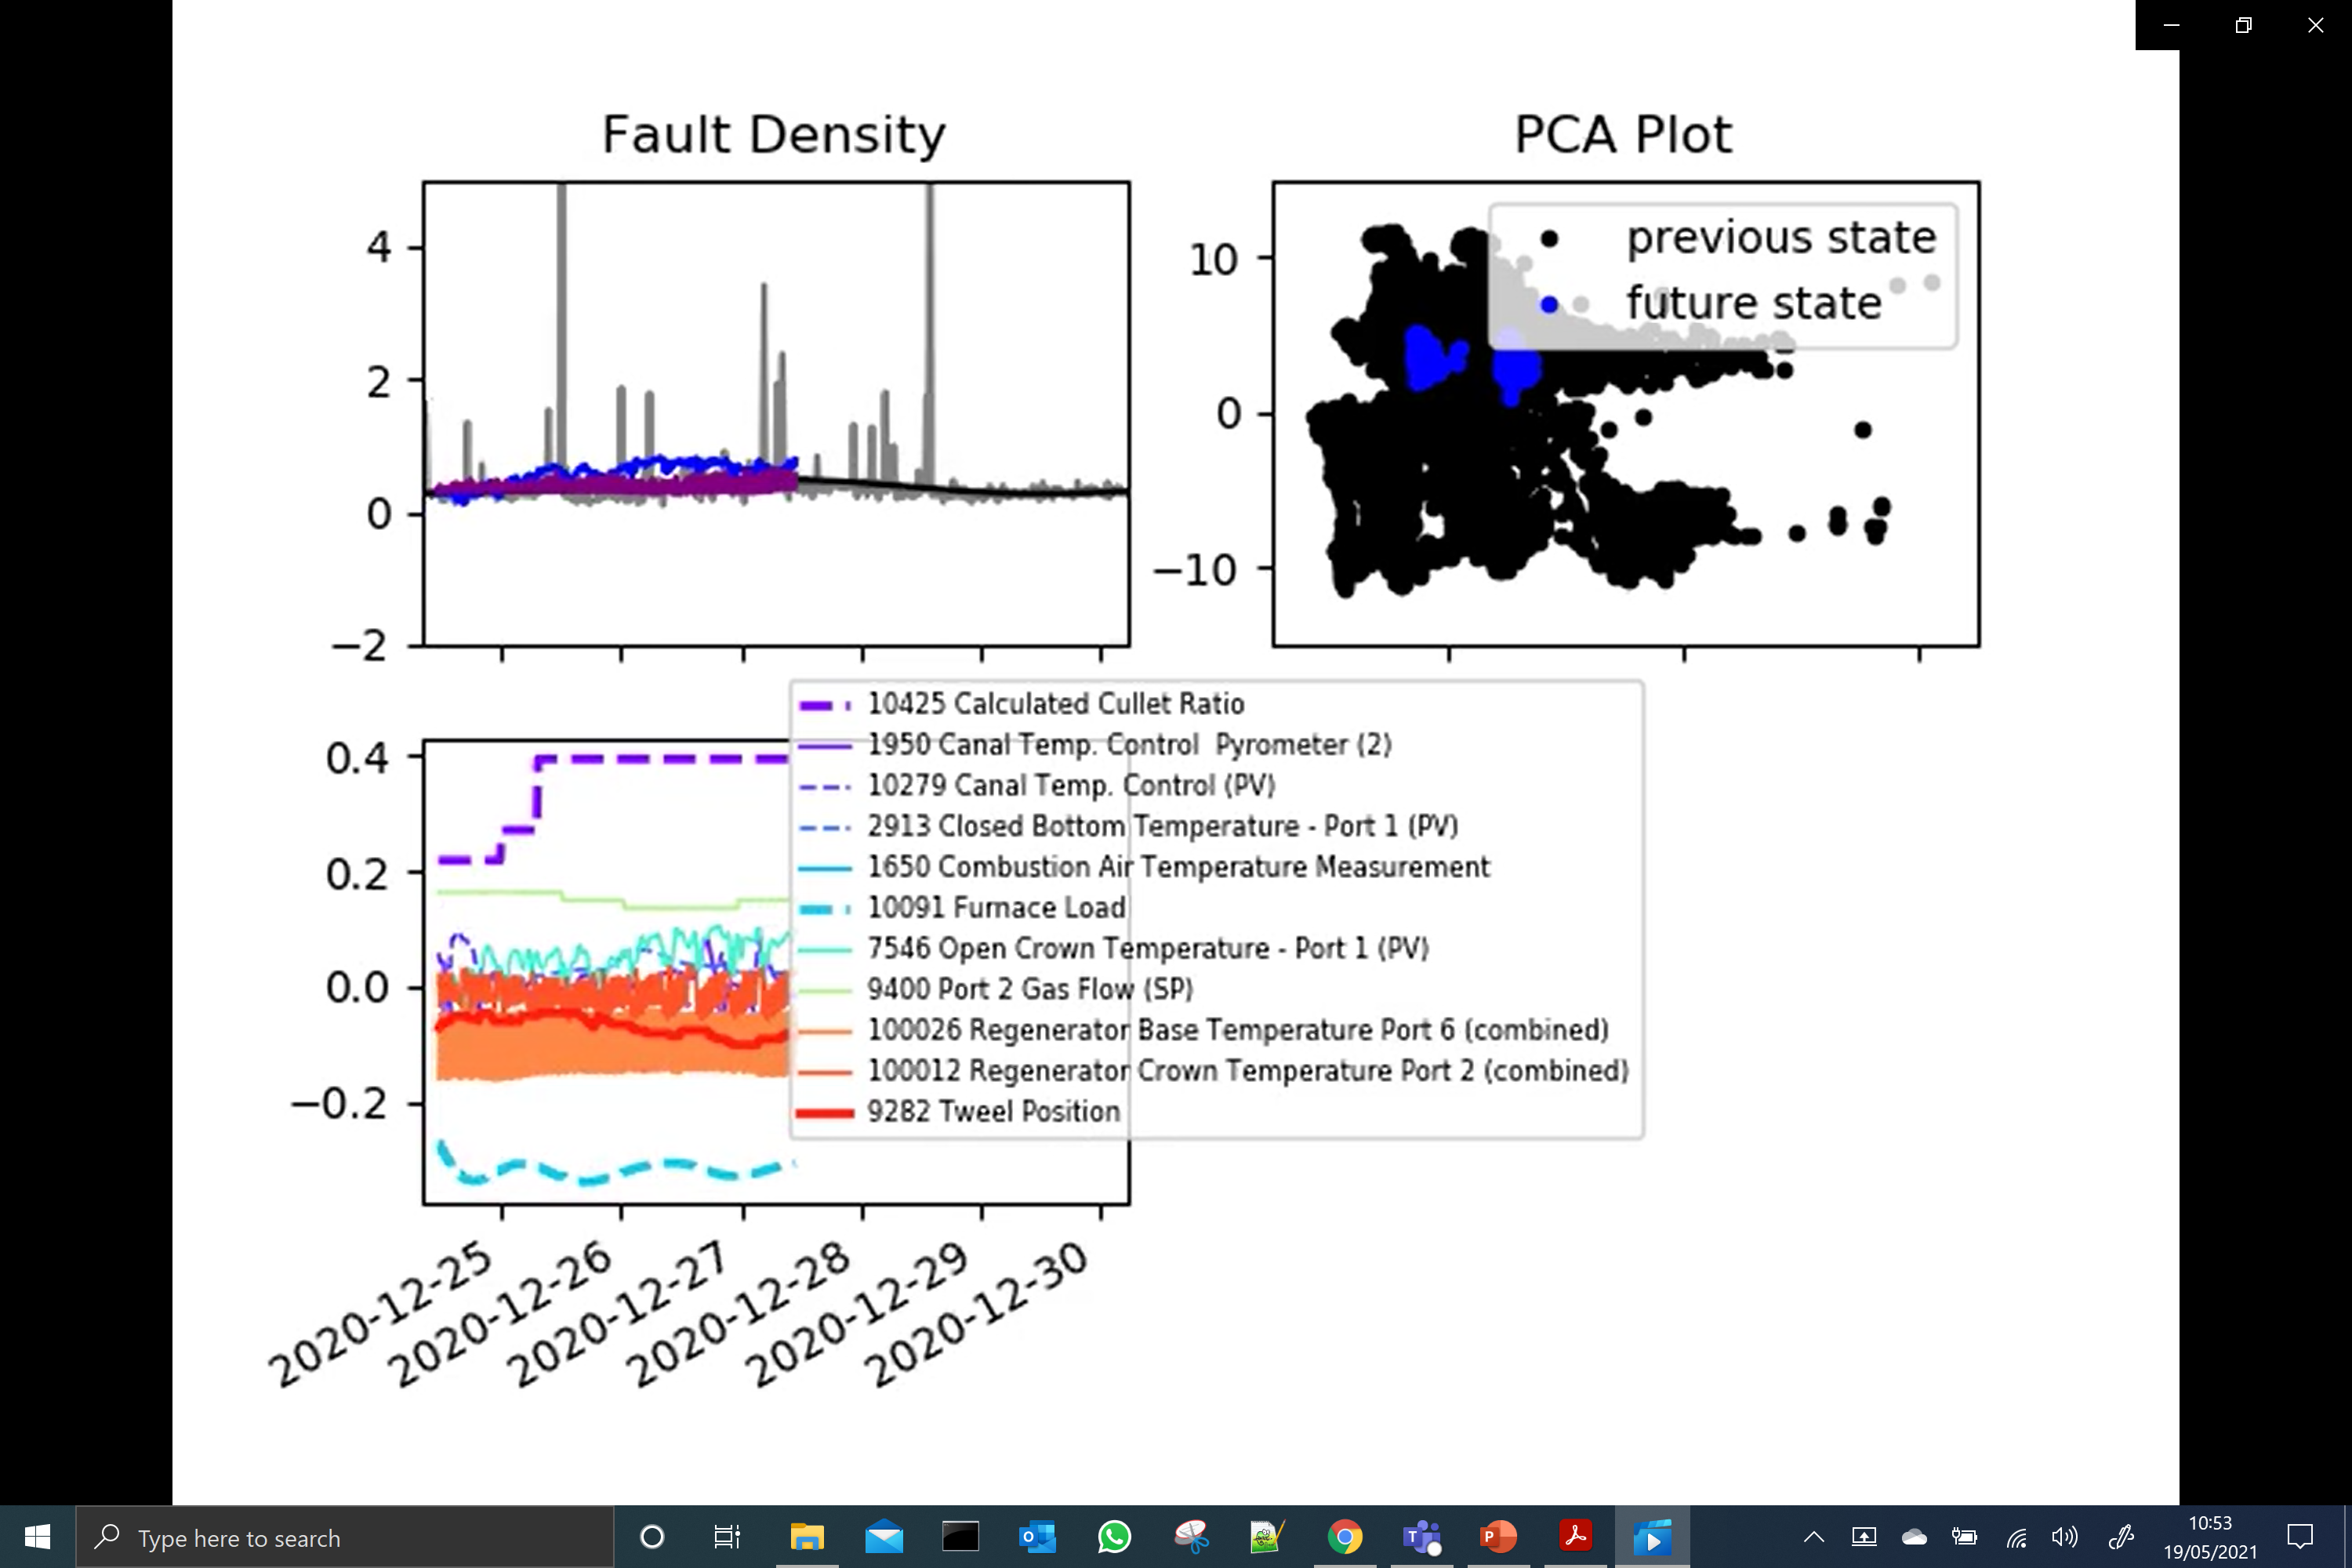 Fault Density
4
2
0
−2
PCA Plot
10
0
−10
previous state
future state
0.4
0.2
0.0
−0.2
10425 Calculated Cullet Ratio
1950 Canal Temp. Control  Pyrometer (2)
10279 Canal Temp. Control (PV)
2913 Closed Bottom Temperature - Port 1 (PV)
1650 Combustion Air Temperature Measurement
10091 Furnace Load
7546 Open Crown Temperature - Port 1 (PV)
9400 Port 2 Gas Flow (SP)
100026 Regenerator Base Temperature Port 6 (combined)
100012 Regenerator Crown Temperature Port 2 (combined)
9282 Tweel Position
2020-12-25
2020-12-26
2020-12-27
2020-12-28
2020-12-29
2020-12-30
Type here to search
10:53
19/05/2021